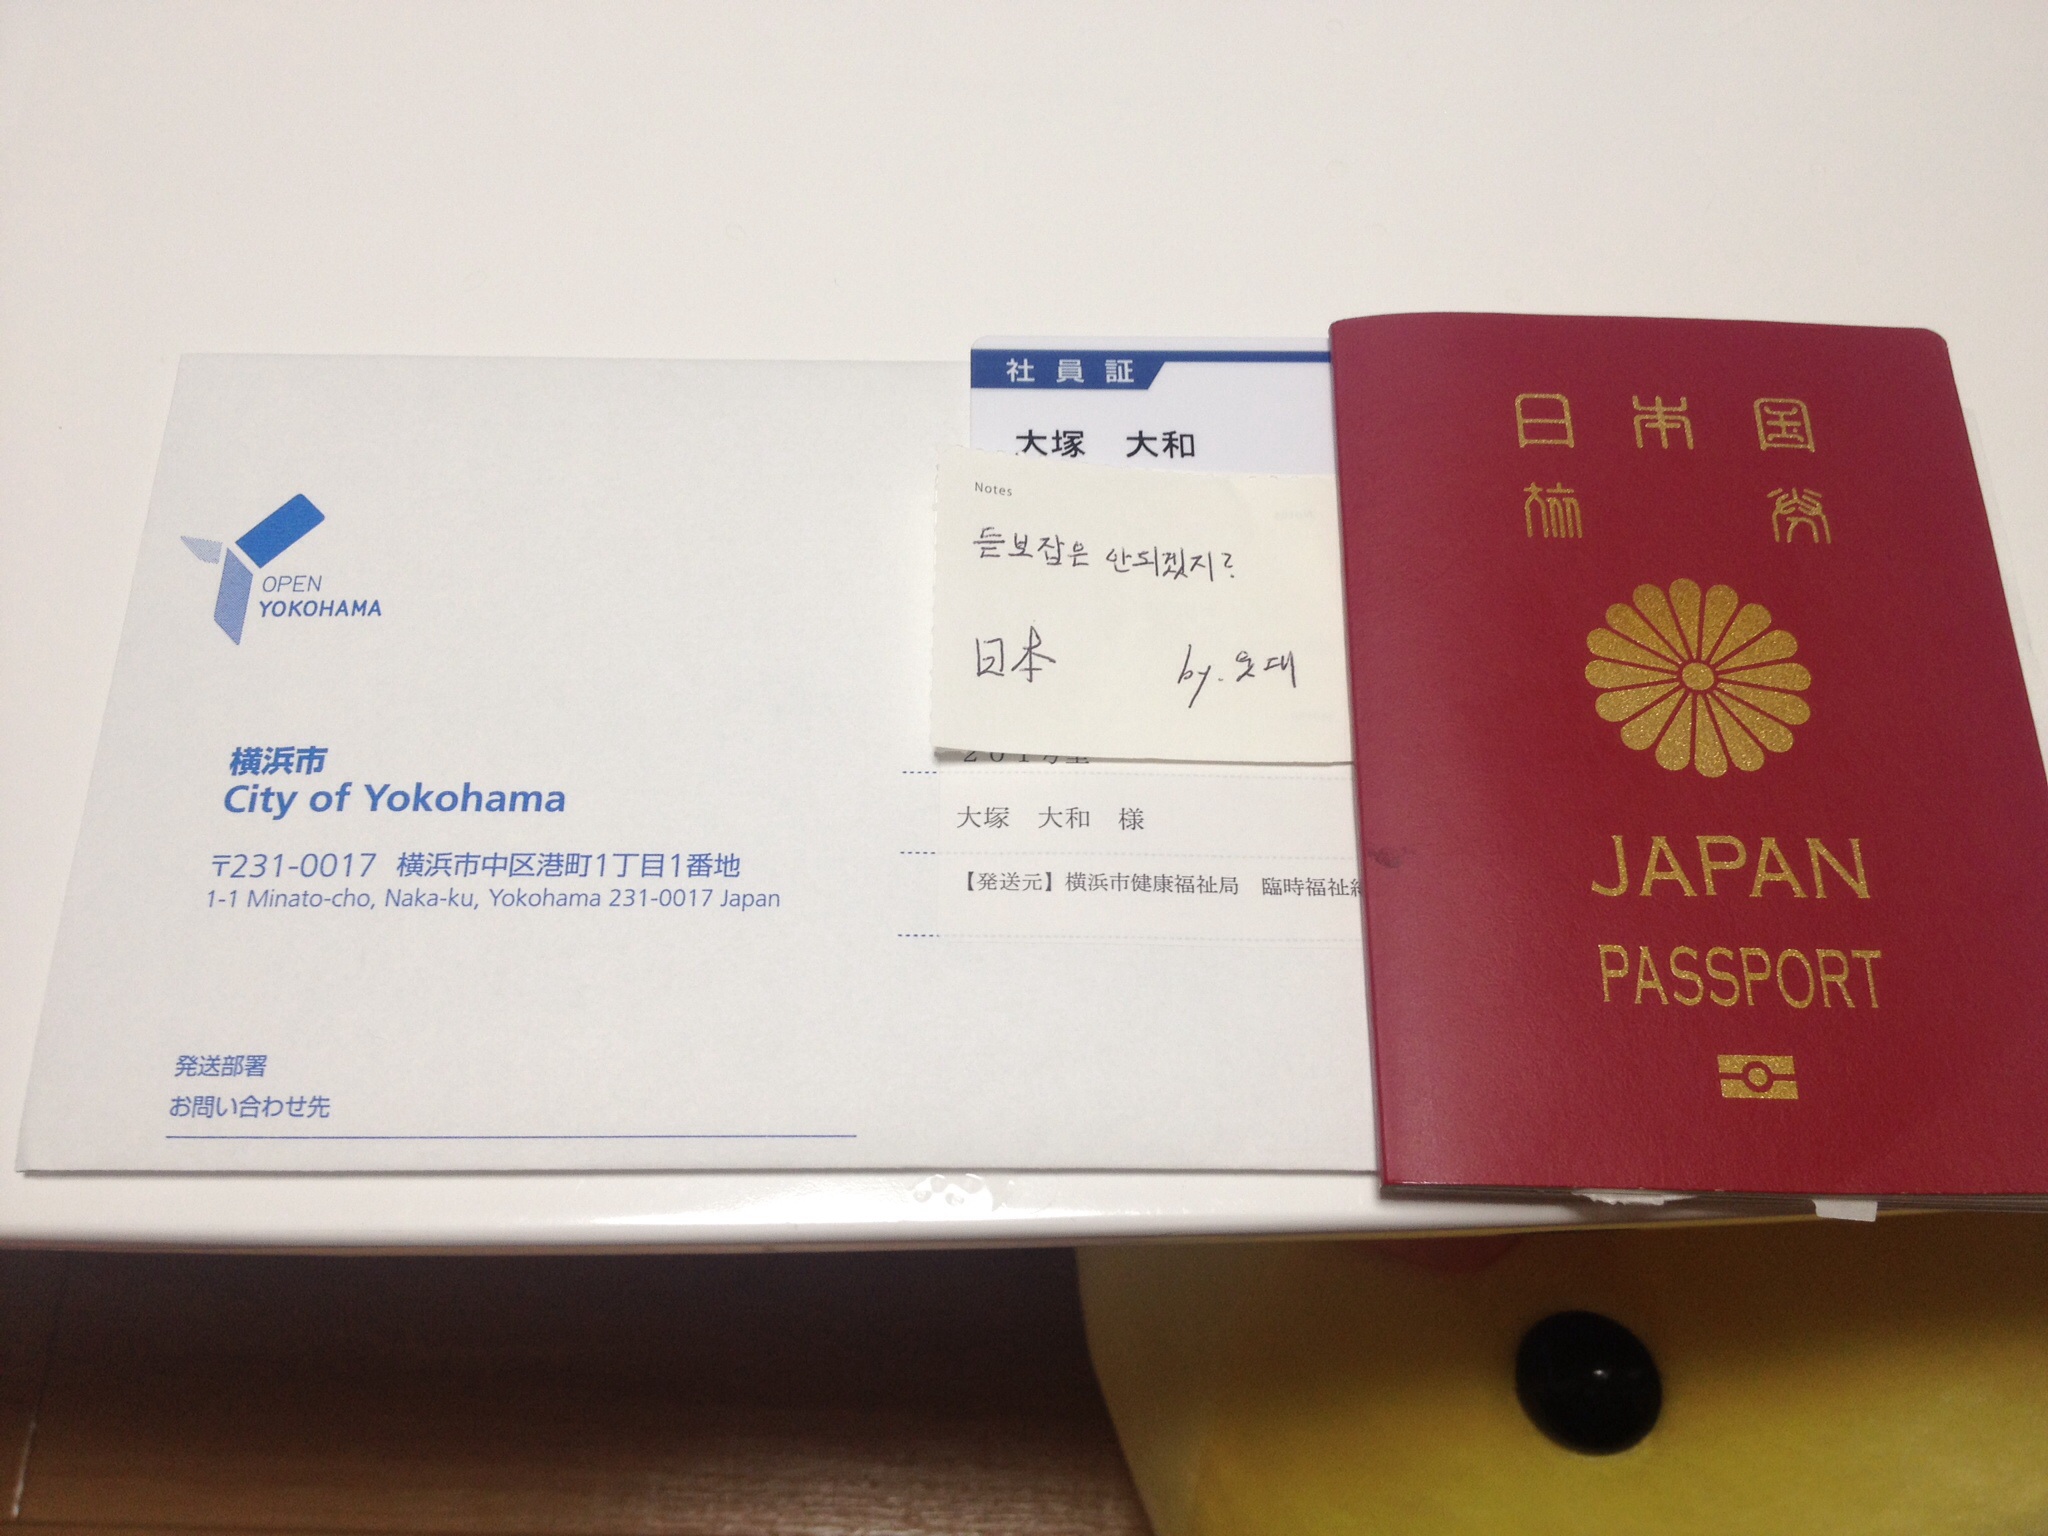 OPEN
YOKOHAMA
横浜市
City of Yokohama
〒231-0017 横浜市中区港町1丁目1番地
1-1 Minato-cho, Naka-ku, Yokohama 231-0017 Japan
発送部署
お問い合わせ先
社員証
大塚 大和
Notes
듣보잡은 안되겠지?
日本 by. 웃대
大塚 大和 様
【発送元】横浜市健康福祉局 臨時福祉
日本国
旅券
JAPAN
PASSPORT